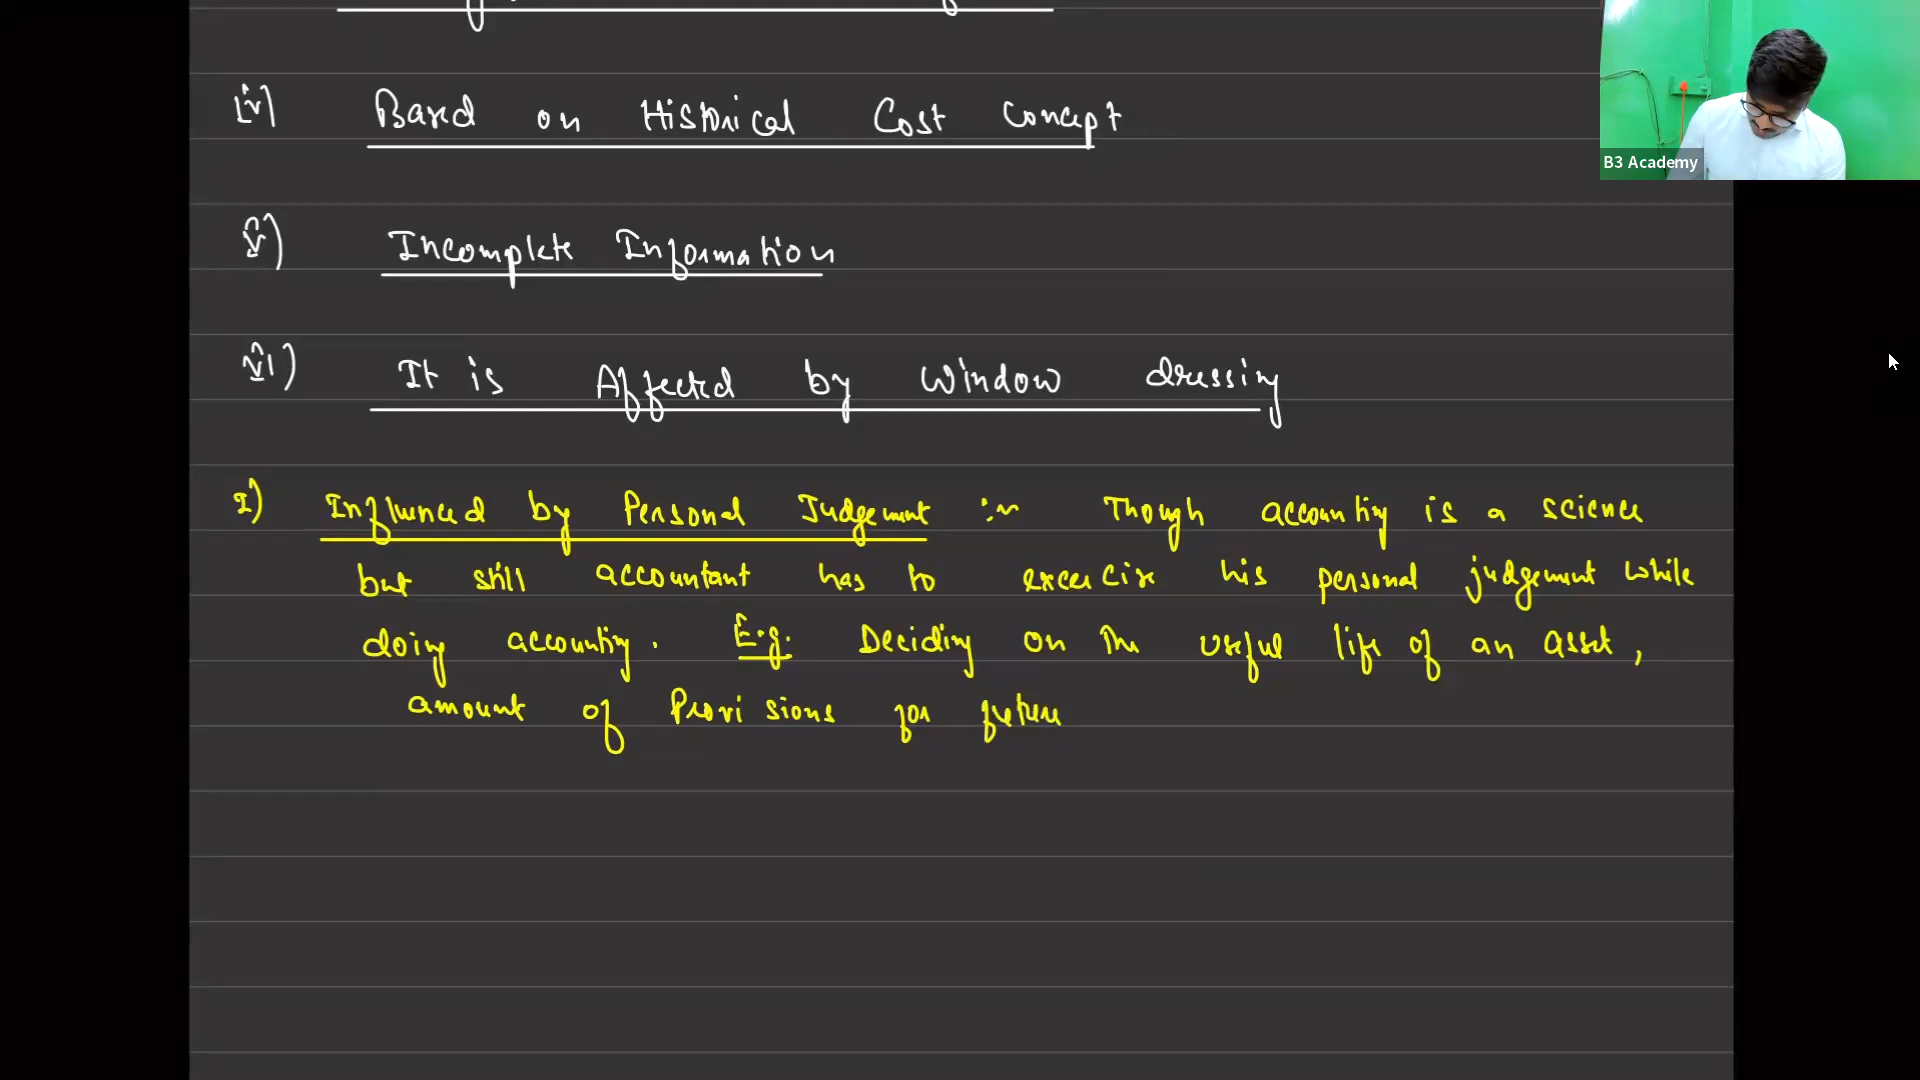 iv) Based on Historical Cost Concept
B3 Academy
v) Incomplete Information
vi) It is Affected by Window dressing
I) Influenced by Personal Judgement :- Though accounting is a science
but still accountant has to excercise his personal judgement while
doing accounting. E.g. Deciding on the useful life of an asset,
amount of Provisions for future